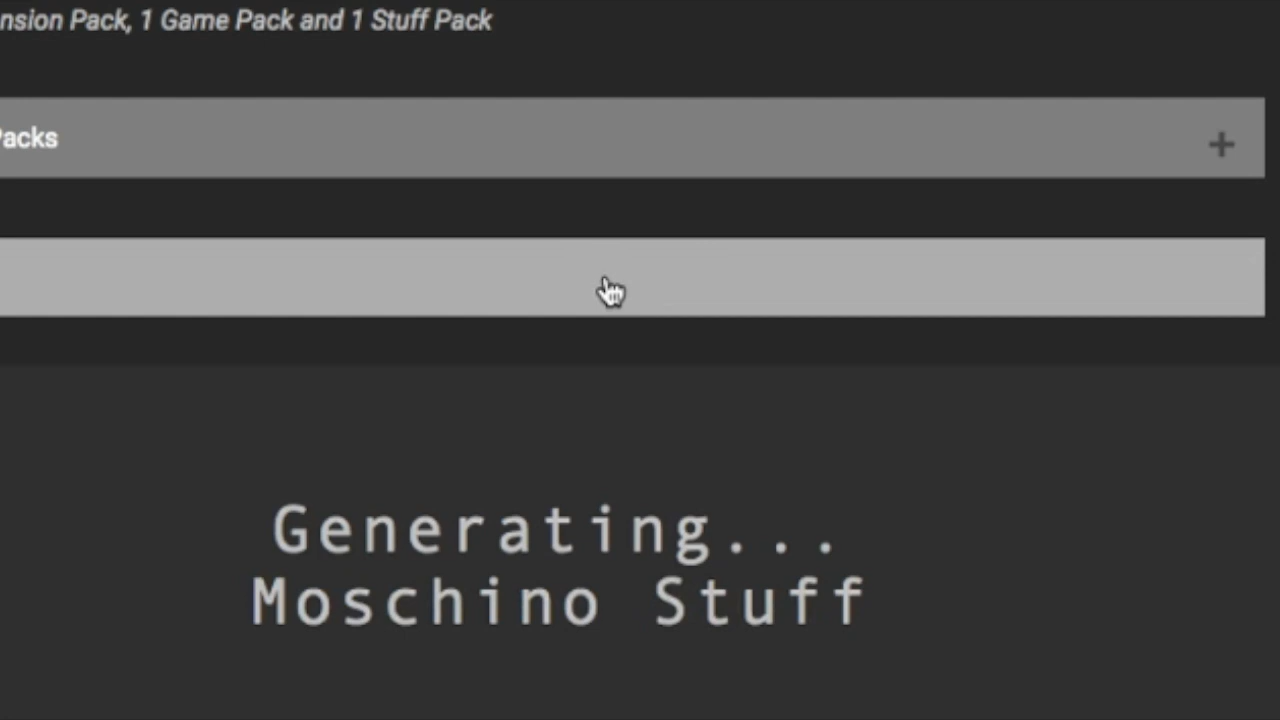 nsion Pack, 1 Game Pack and 1 Stuff Pack
Packs
Generating...
Moschino Stuff